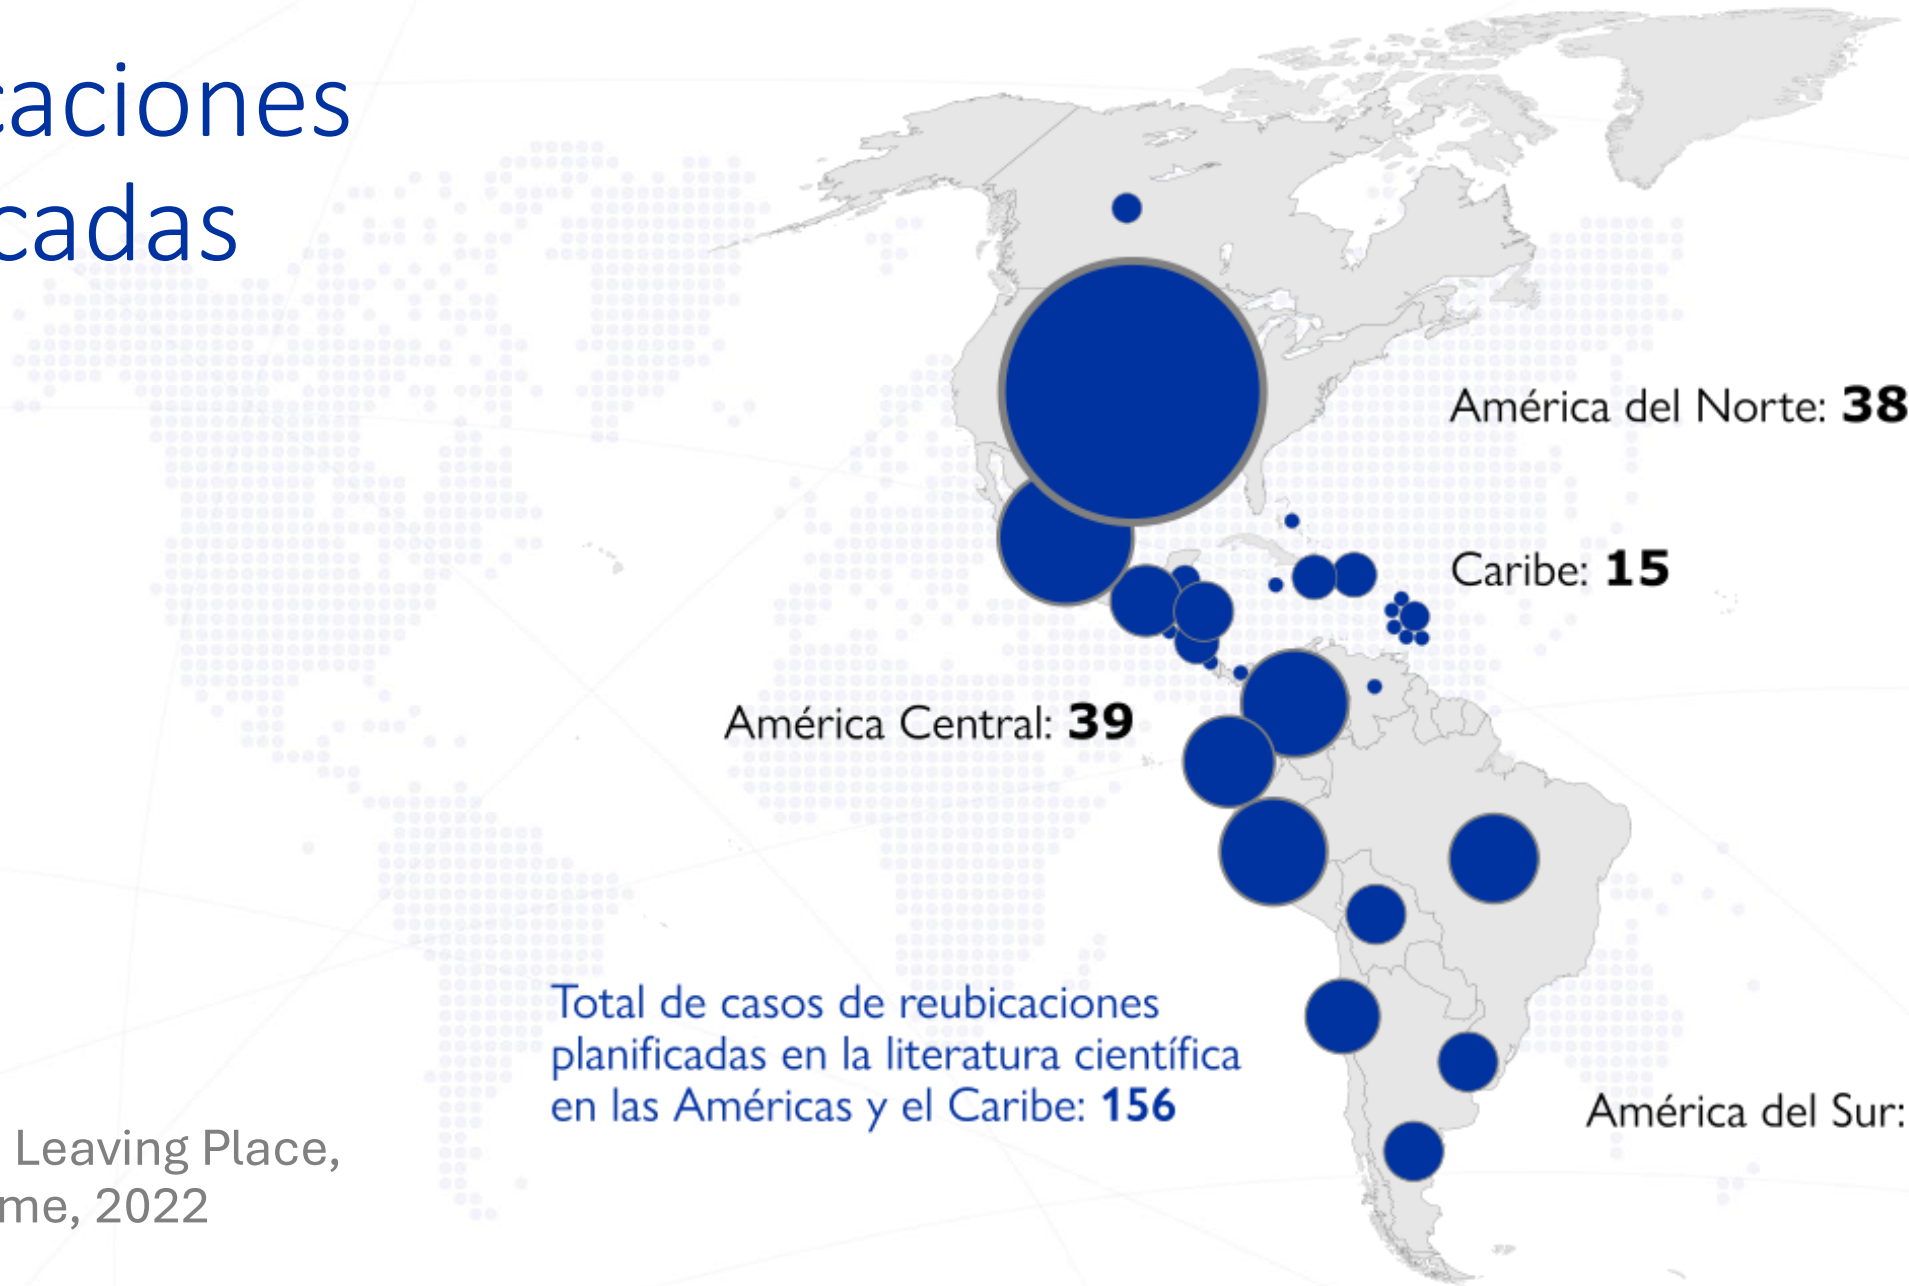 caciones
cadas
América del Norte: 38
Caribe: 15
América Central: 39
Total de casos de reubicaciones
planificadas en la literatura científica
en las Américas y el Caribe: 156
América del Sur:
Leaving Place,
me, 2022